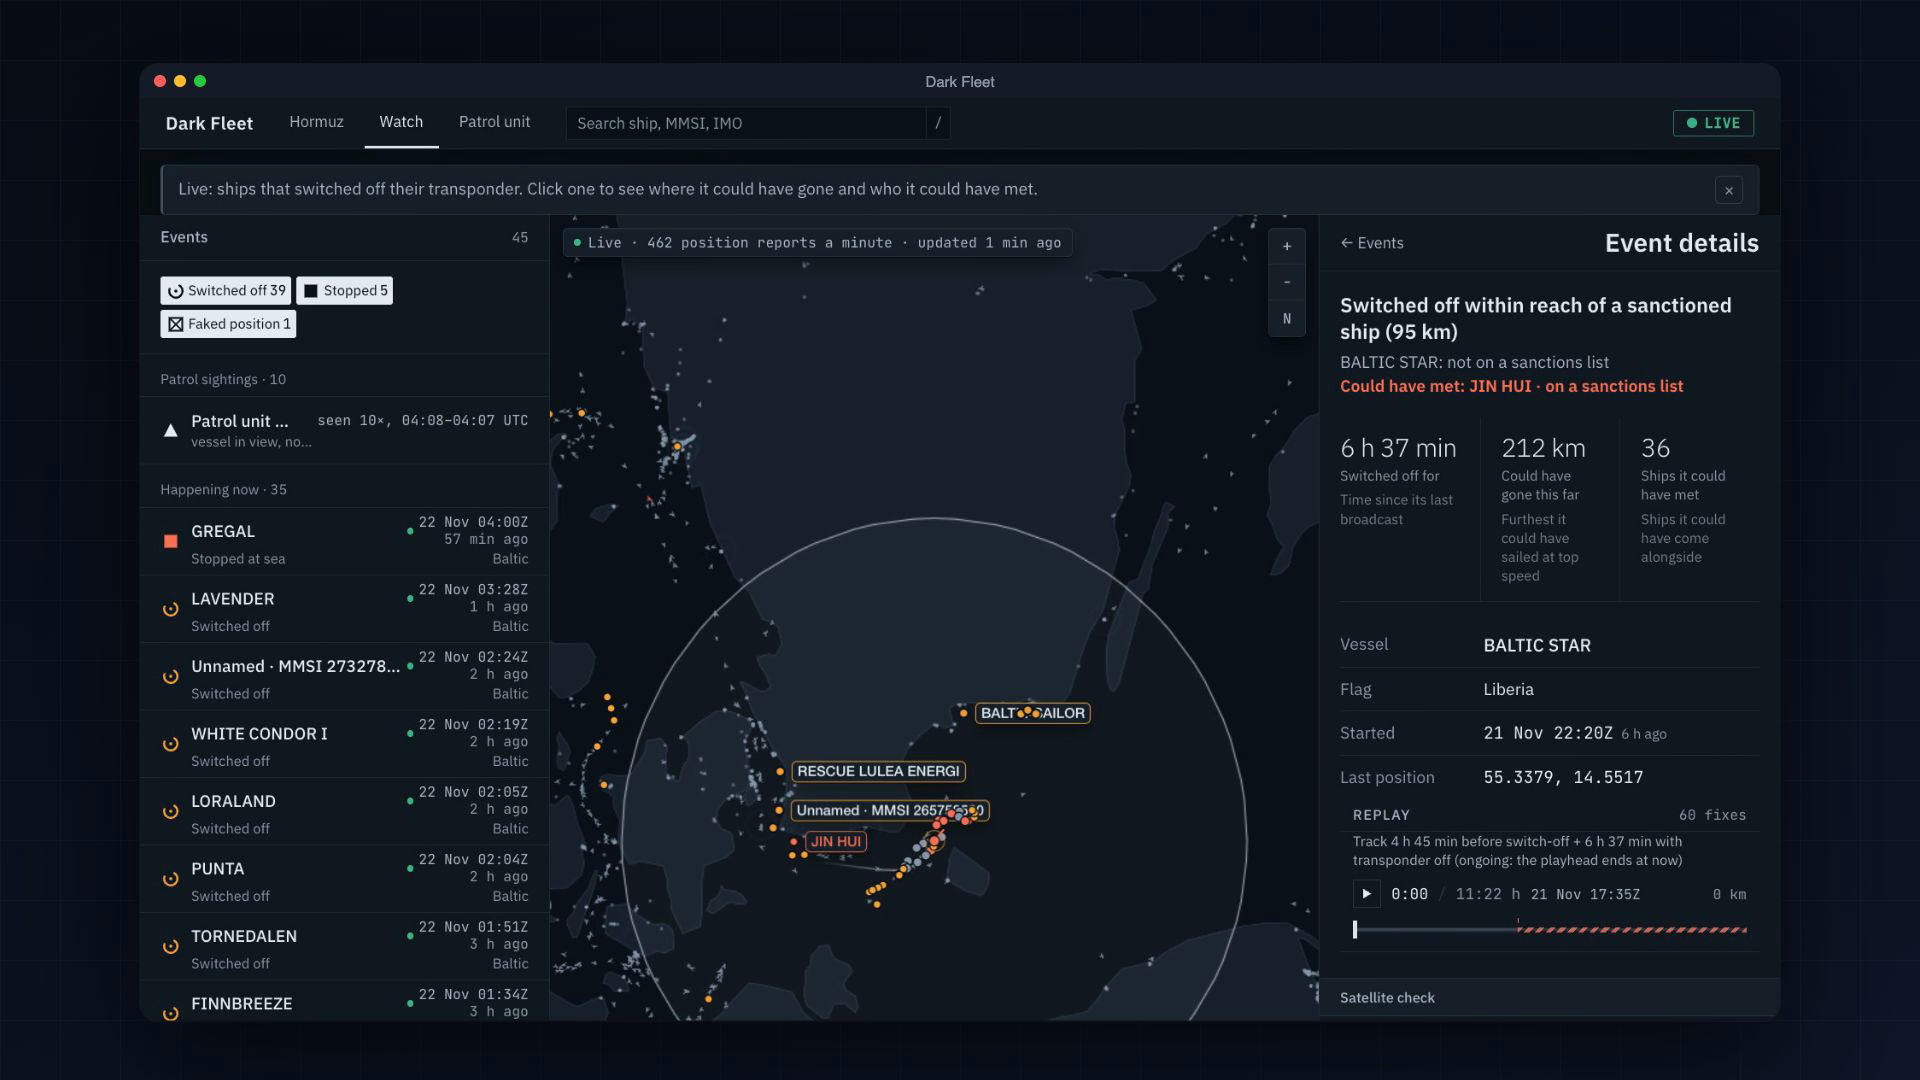 Dark Fleet
Dark Fleet
Hormuz
Watch
Patrol unit
Search ship, MMSI, IMO
/
LIVE
Live: ships that switched off their transponder. Click one to see where it could have gone and who it could have met.
×
Events
45
Switched off 39
Stopped 5
Faked position 1
Patrol sightings · 10
Patrol unit ...
seen 10×, 04:08–04:07 UTC
vessel in view, no...
Happening now · 35
GREGAL
22 Nov 04:00Z
57 min ago
Stopped at sea
Baltic
LAVENDER
22 Nov 03:28Z
1 h ago
Switched off
Baltic
Unnamed · MMSI 273278...
22 Nov 02:24Z
2 h ago
Switched off
Baltic
WHITE CONDOR I
22 Nov 02:19Z
2 h ago
Switched off
Baltic
LORALAND
22 Nov 02:05Z
2 h ago
Switched off
Baltic
PUNTA
22 Nov 02:04Z
2 h ago
Switched off
Baltic
TORNEDALEN
22 Nov 01:51Z
3 h ago
Switched off
Baltic
FINNBREEZE
22 Nov 01:34Z
3 h ago
Live · 462 position reports a minute · updated 1 min ago
+
-
N
RESCUE LULEA ENERGI
Unnamed · MMSI
JIN HUI
← Events
Event details
Switched off within reach of a sanctioned
ship (95 km)
BALTIC STAR: not on a sanctions list
Could have met: JIN HUI · on a sanctions list
6 h 37 min
Switched off for
Time since its last
broadcast
212 km
Could have
gone this far
Furthest it
could have
sailed at top
speed
36
Ships it could
have met
Ships it could
have come
alongside
Vessel
BALTIC STAR
Flag
Liberia
Started
21 Nov 22:20Z 6 h ago
Last position
55.3379, 14.5517
REPLAY
60 fixes
Track 4 h 45 min before switch-off + 6 h 37 min with
transponder off (ongoing: the playhead ends at now)
0:00 / 11:22 h 21 Nov 17:35Z
0 km
Satellite check